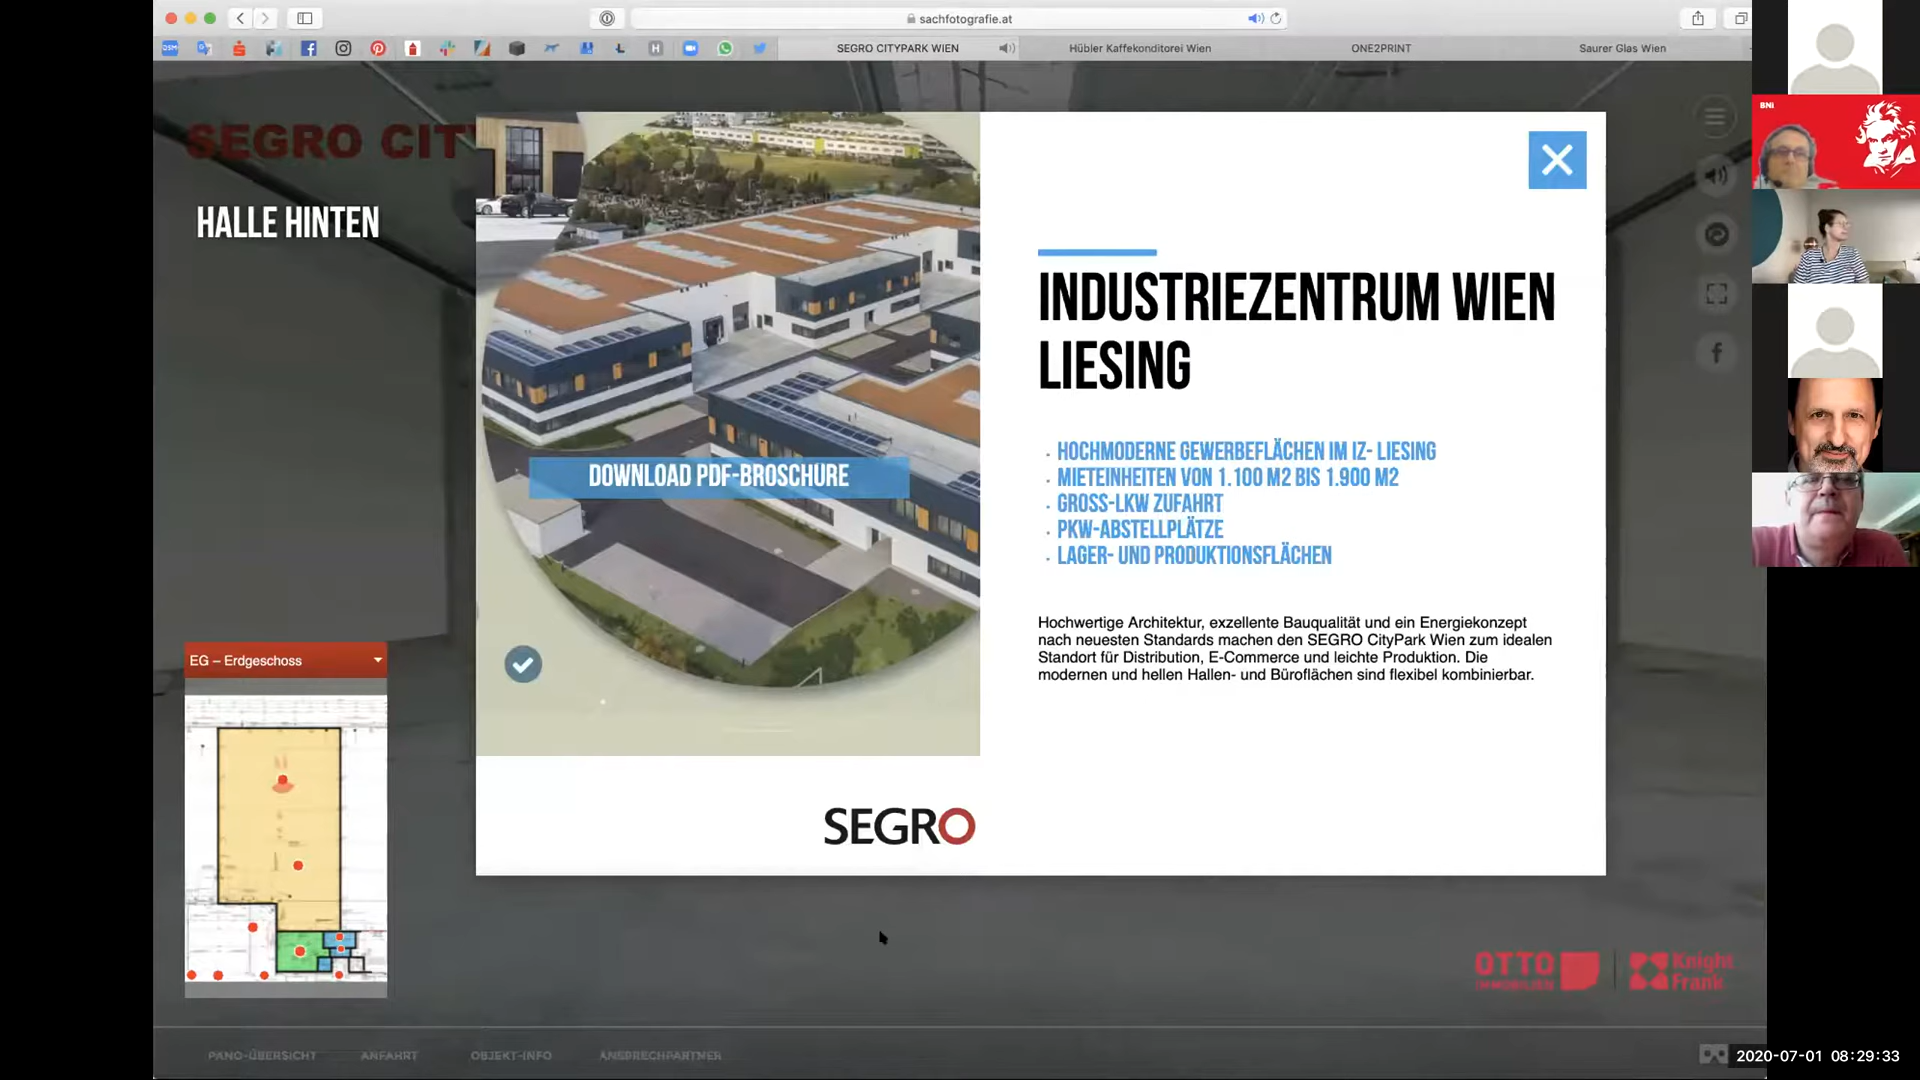 sachfotografie.at
SEGRO CITYPARK WIEN
Hübler Kaffekonditorei Wien
ONE2PRINT
Saurer Glas Wien
BNI
SEGRO CITY
HALLE HINTEN
INDUSTRIEZENTRUM WIEN
LIESING
· HOCHMODERNE GEWERBEFLÄCHEN IM IZ- LIESING
· MIETEINHEITEN VON 1.100 M2 BIS 1.900 M2
· GROSS-LKW ZUFAHRT
· PKW-ABSTELLPLÄTZE
· LAGER- UND PRODUKTIONSFLÄCHEN
DOWNLOAD PDF-BROSCHURE
Hochwertige Architektur, exzellente Bauqualität und ein Energiekonzept
nach neuesten Standards machen den SEGRO CityPark Wien zum idealen
Standort für Distribution, E-Commerce und leichte Produktion. Die
modernen und hellen Hallen- und Büroflächen sind flexibel kombinierbar.
EG – Erdgeschoss
SEGRO
OTTO
IMMOBILIEN
Knight
Frank
PANO-ÜBERSICHT
ANFAHRT
OBJEKT-INFO
ANSPRECHPARTNER
2020-07-01 08:29:33